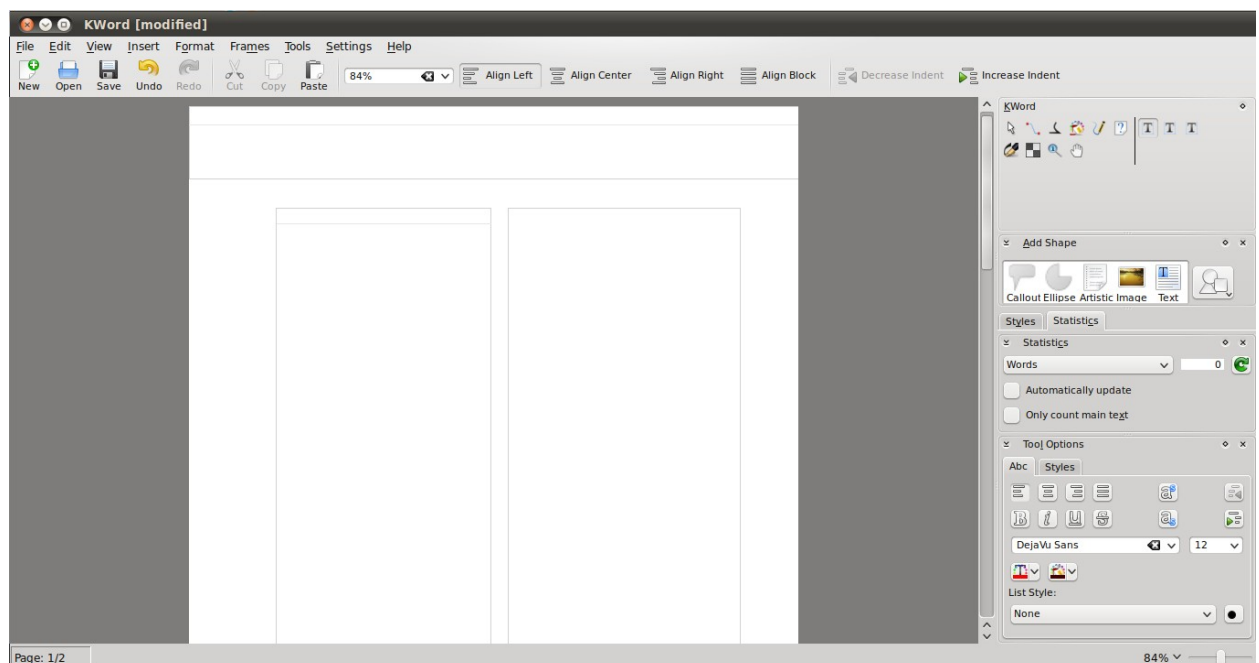 KWord [modified]
File Edit View Insert Format Frames Tools Settings Help
84% Align Left Align Center Align Right Align Block Decrease Indent Increase Indent
New Open Save Undo Redo Cut Copy Paste
KWord
T T T
Add Shape
Callout Ellipse Artistic Image Text
Styles Statistics
Statistics
Words 0
Automatically update
Only count main text
Tool Options
Abc Styles
DejaVu Sans 12
List Style:
None
Page: 1/2 84%